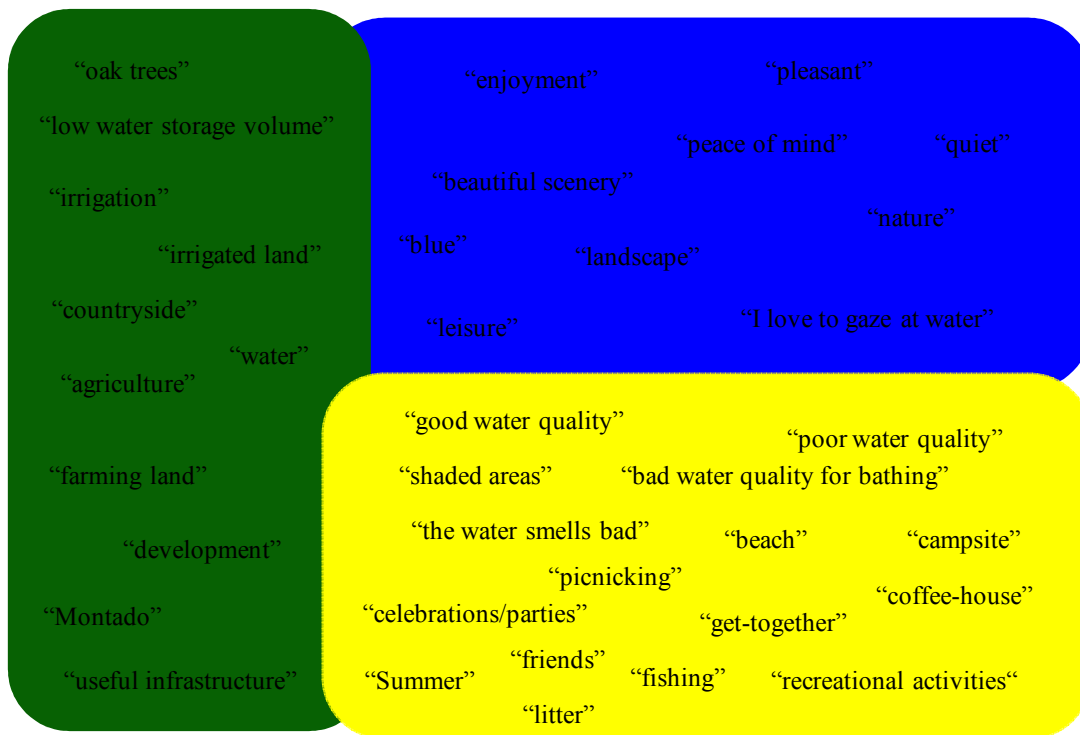 “oak trees”
“low water storage volume”
“irrigation”
“irrigated land”
“countryside”
“water”
“agriculture”
“farming land”
“development”
“Montado”
“useful infrastructure”
“enjoyment”
“pleasant”
“peace of mind”
“quiet”
“beautiful scenery”
“nature”
“blue”
“landscape”
“leisure”
“I love to gaze at water”
“good water quality”
“poor water quality”
“shaded areas”
“bad water quality for bathing”
“the water smells bad”
“beach”
“campsite”
“picnicking”
“coffee-house”
“celebrations/parties”
“get-together”
“friends”
“Summer”
“fishing”
“recreational activities“
“litter”